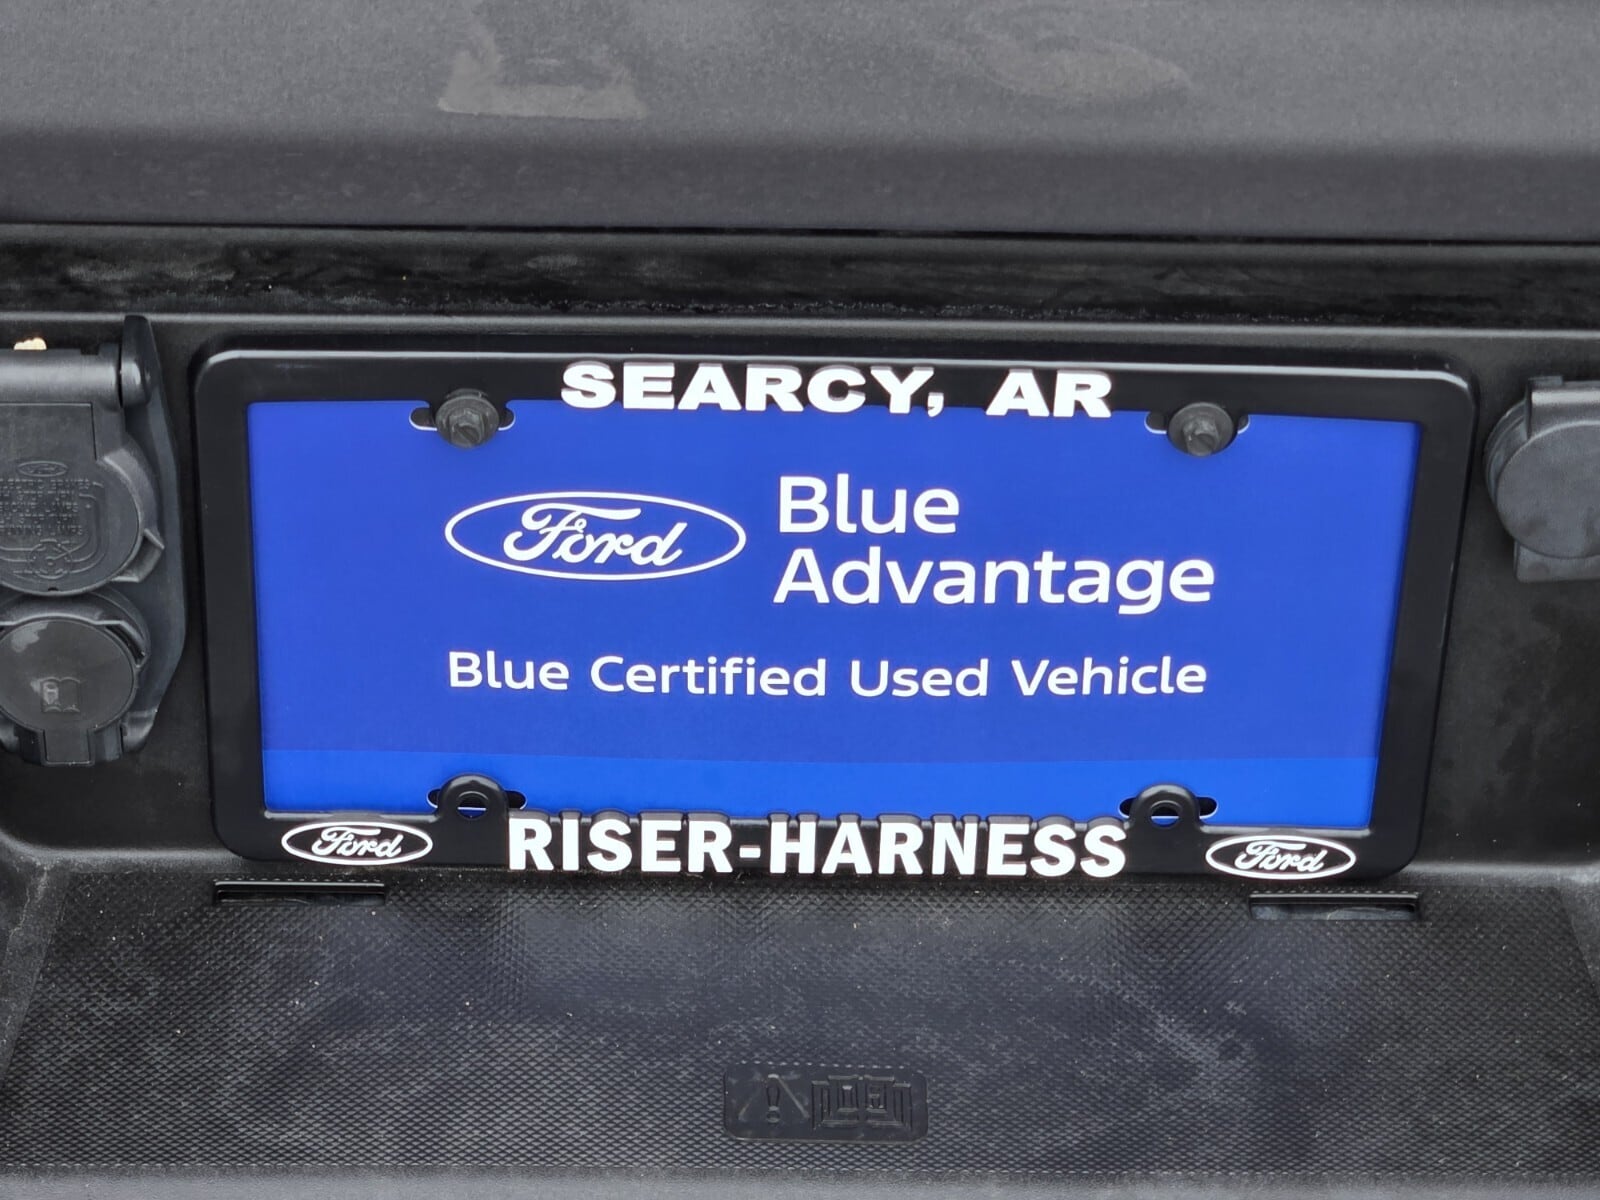 SEARCY, AR
Ford
Blue
Advantage
Blue Certified Used Vehicle
Ford RISER-HARNESS Ford